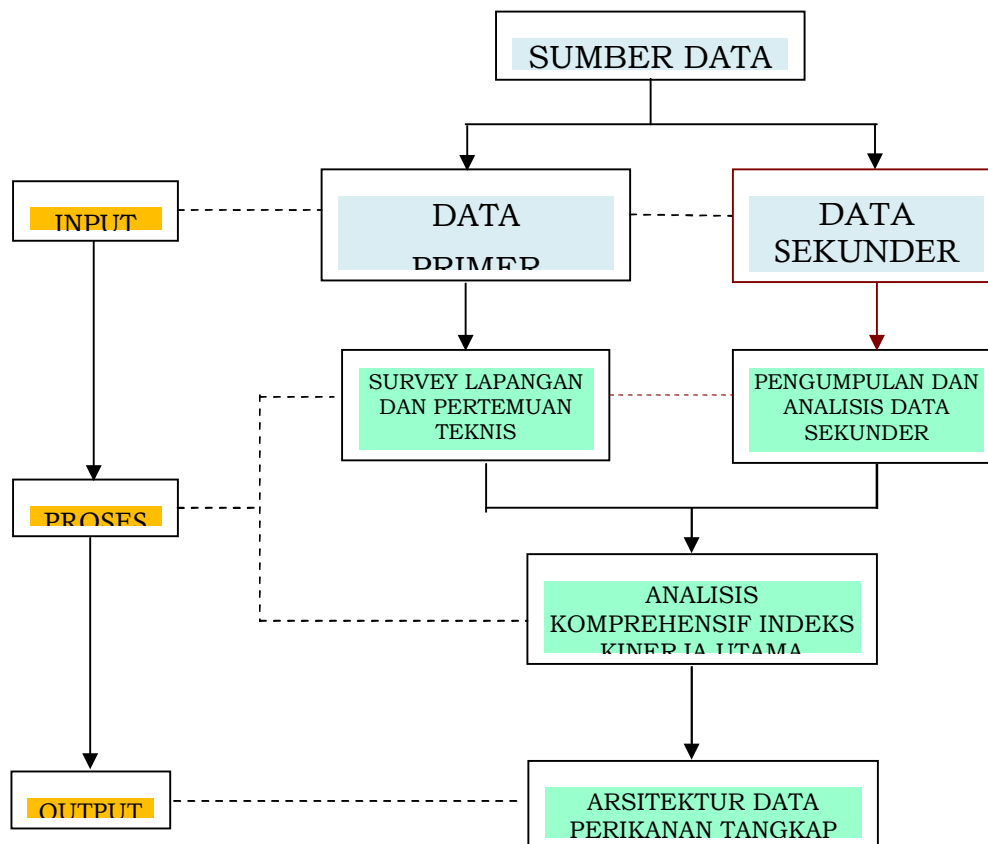 SUMBER DATA
INPUT
DATA
PRIMER
DATA
SEKUNDER
SURVEY LAPANGAN
DAN PERTEMUAN
TEKNIS
PENGUMPULAN DAN
ANALISIS DATA
SEKUNDER
PROSES
ANALISIS
KOMPREHENSIF INDEKS
KINERJA UTAMA
OUTPUT
ARSITEKTUR DATA
PERIKANAN TANGKAP